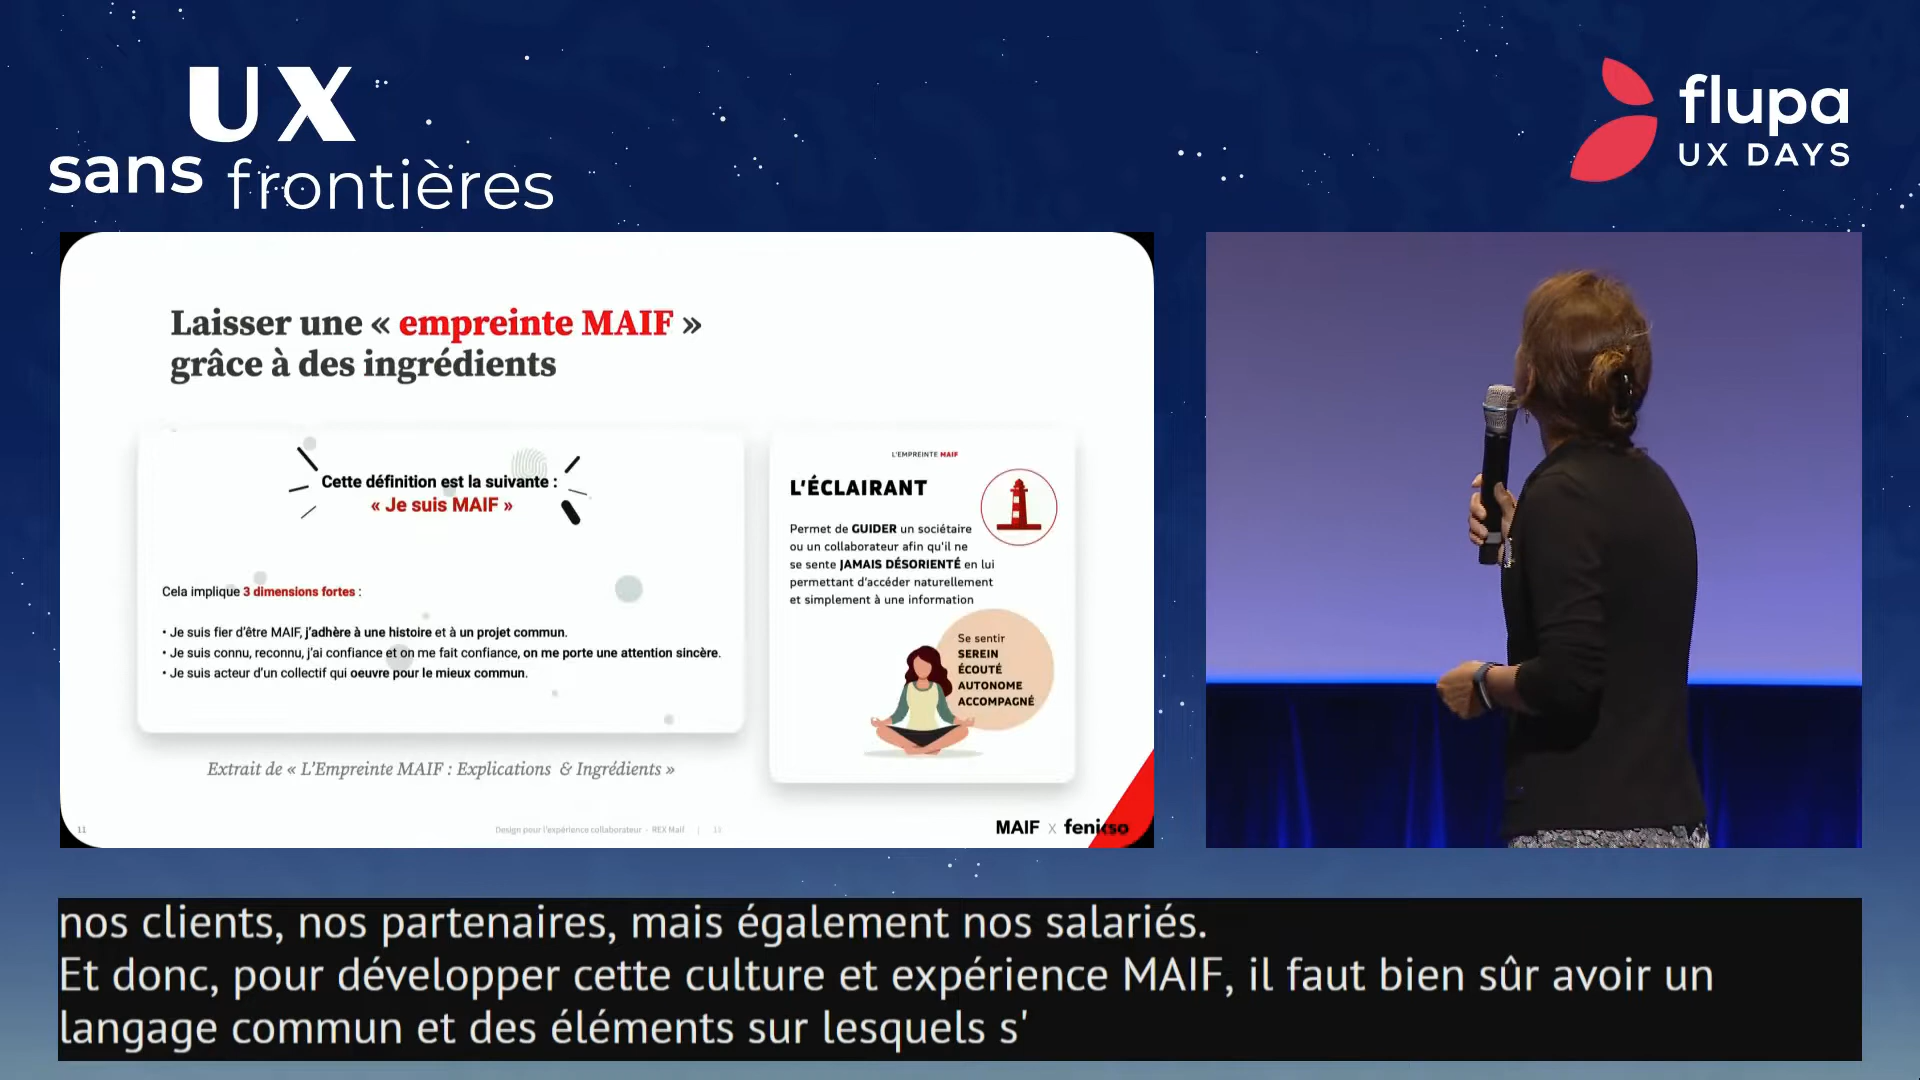 UX
sans frontières
flupa
UX DAYS
Laisser une « empreinte MAIF »
grâce à des ingrédients
Cette définition est la suivante :
« Je suis MAIF »
Cela implique 3 dimensions fortes :
• Je suis fier d'être MAIF, j'adhère à une histoire et à un projet commun.
• Je suis connu, reconnu, j'ai confiance et on me fait confiance, on me porte une attention sincère.
• Je suis acteur d'un collectif qui oeuvre pour le mieux commun.
Extrait de « L'Empreinte MAIF : Explications & Ingrédients »
L'EMPREINTE MAIF
L'ÉCLAIRANT
Permet de GUIDER un sociétaire
ou un collaborateur afin qu'il ne
se sente JAMAIS DÉSORIENTÉ en lui
permettant d'accéder naturellement
et simplement à une information
Se sentir
SEREIN
ÉCOUTÉ
AUTONOME
ACCOMPAGNÉ
11
Design pour l'expérience collaborateur - REX Maif | 11
MAIF x fenixso
nos clients, nos partenaires, mais également nos salariés.
Et donc, pour développer cette culture et expérience MAIF, il faut bien sûr avoir un
langage commun et des éléments sur lesquels s'